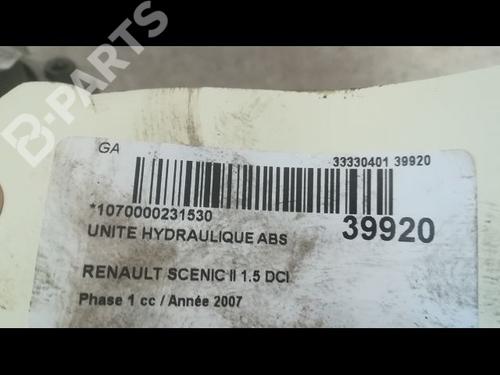 B-PARTS
GA
33330401 39920
*1070000231530
39920
UNITE HYDRAULIQUE ABS
RENAULT SCENIC II 1.5 DCI
Phase 1 cc / Année 2007